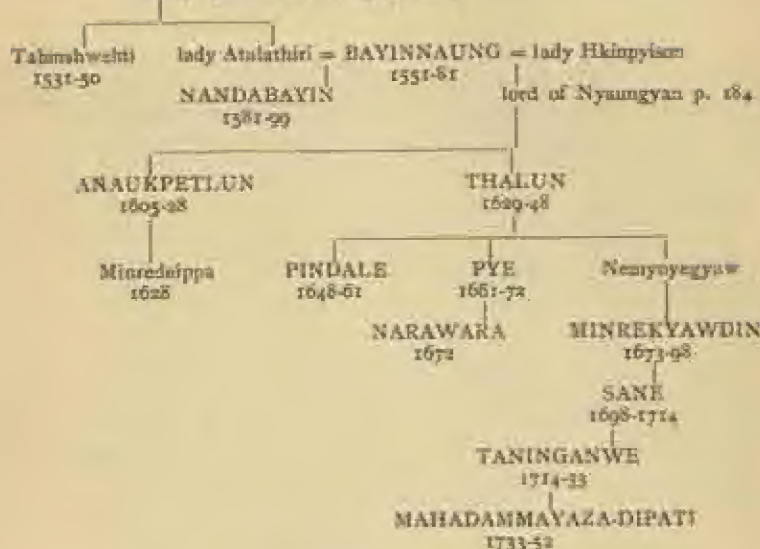 Tabinshwehti lady Atulathiri = BAYINNAUNG = lady Hkinpyison
1531-50 1551-81
NANDABAYIN lord of Nyaungyan p. 184
1581-99
ANAUKPETLUN THALUN
1605-28 1629-48
Minredeippa PINDALE PYE Nemyoyegyaw
1628 1648-61 1661-72
NARAWARA MINREKYAWDIN
1672 1673-98
SANE
1698-1714
TANINGANWE
1714-33
MAHADAMMAYAZA-DIPATI
1733-52